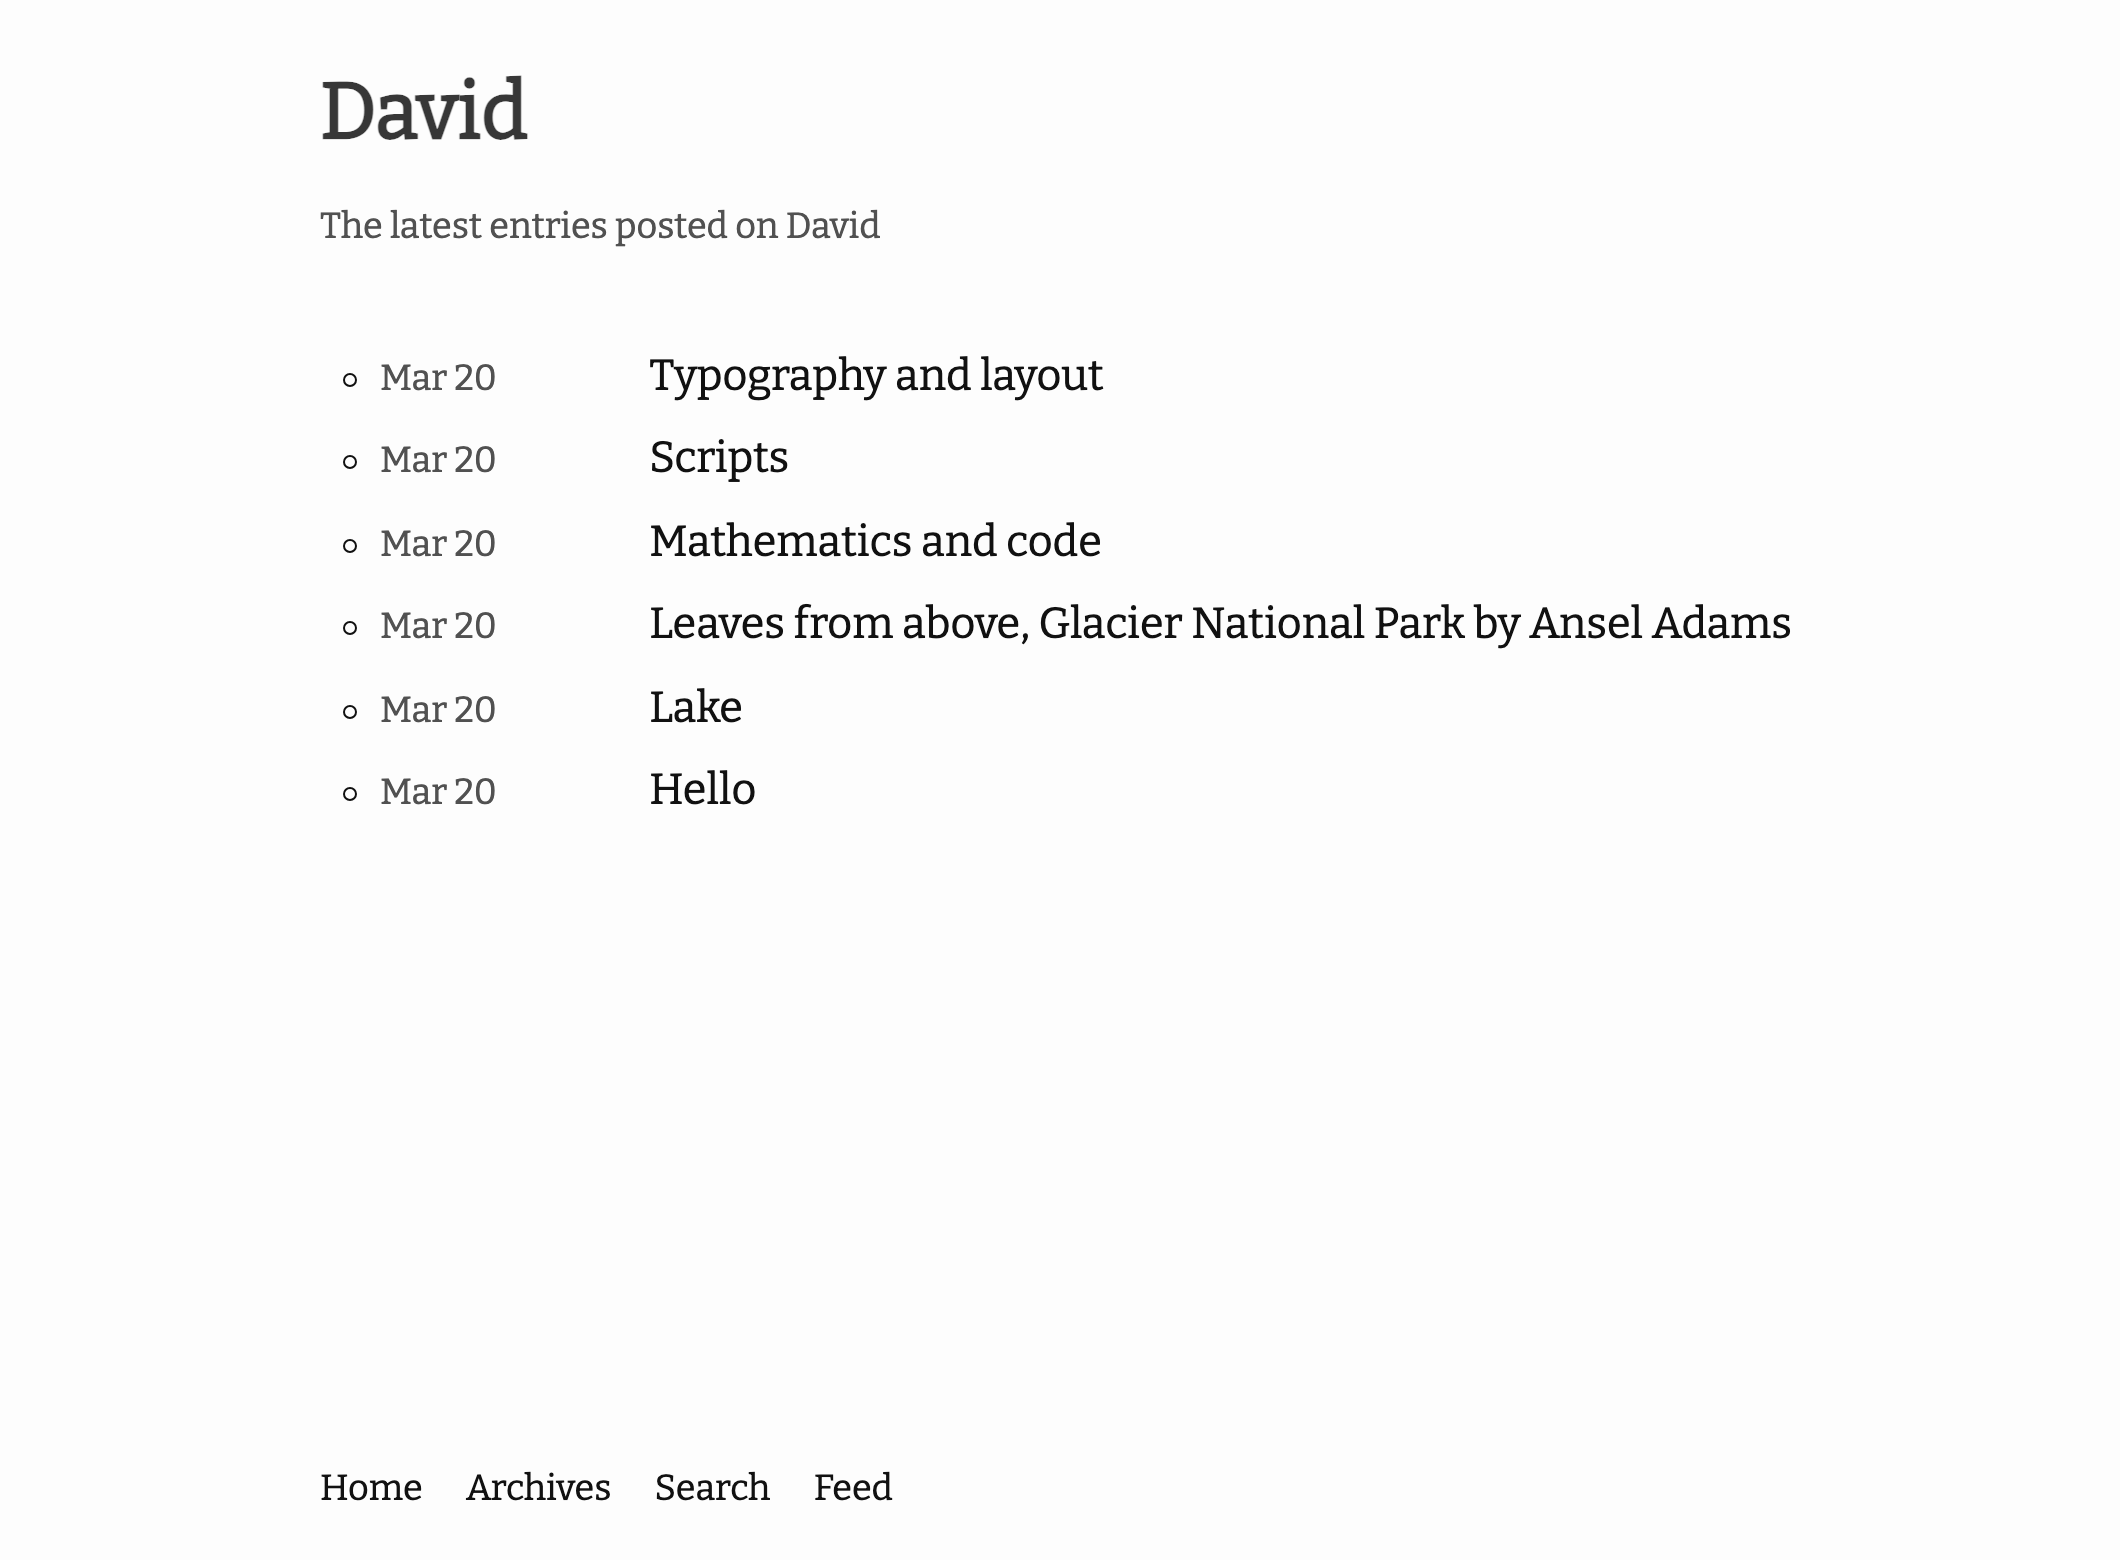 David
The latest entries posted on David
Mar 20 Typography and layout
Mar 20 Scripts
Mar 20 Mathematics and code
Mar 20 Leaves from above, Glacier National Park by Ansel Adams
Mar 20 Lake
Mar 20 Hello
Home Archives Search Feed